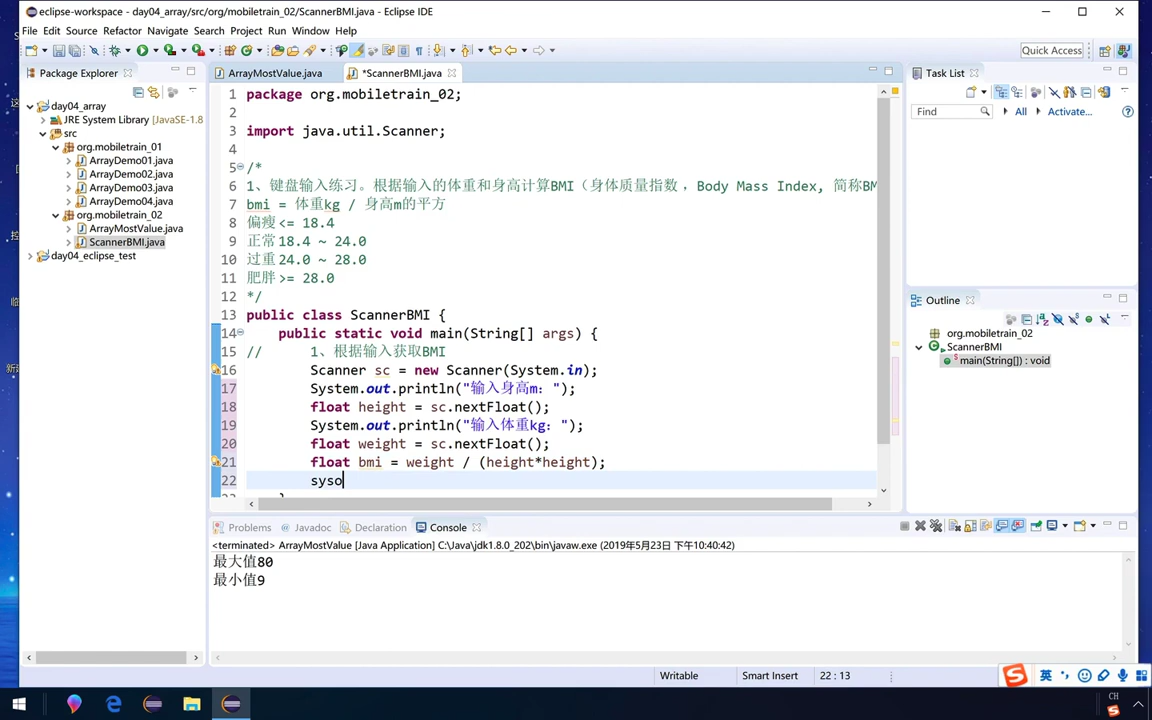 eclipse-workspace - day04_array/src/org/mobiletrain_02/ScannerBMI.java - Eclipse IDE
File Edit Source Refactor Navigate Search Project Run Window Help
Quick Access
Package Explorer
ArrayMostValue.java
*ScannerBMI.java
Task List
day04_array
JRE System Library [JavaSE-1.8
src
org.mobiletrain_01
ArrayDemo01.java
ArrayDemo02.java
ArrayDemo03.java
ArrayDemo04.java
org.mobiletrain_02
ArrayMostValue.java
ScannerBMI.java
day04_eclipse_test
1 package org.mobiletrain_02;
2
3 import java.util.Scanner;
4
5 /*
6 1、键盘输入练习。根据输入的体重和身高计算BMI（身体质量指数，Body Mass Index, 简称BM
7 bmi = 体重kg / 身高m的平方
8 偏瘦 <= 18.4
9 正常 18.4 ~ 24.0
10 过重 24.0 ~ 28.0
11 肥胖 >= 28.0
12 */
13 public class ScannerBMI {
14 public static void main(String[] args) {
15 // 1、根据输入获取BMI
16 Scanner sc = new Scanner(System.in);
17 System.out.println("输入身高m：");
18 float height = sc.nextFloat();
19 System.out.println("输入体重kg：");
20 float weight = sc.nextFloat();
21 float bmi = weight / (height*height);
22 syso
Find
All
Activate...
Outline
org.mobiletrain_02
ScannerBMI
main(String[]) : void
Problems
Javadoc
Declaration
Console
<terminated> ArrayMostValue [Java Application] C:\Java\jdk1.8.0_202\bin\javaw.exe (2019年5月23日 下午10:40:42)
最大值80
最小值9
Writable
Smart Insert
22 : 13
英
CH